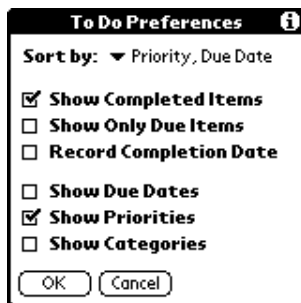 To Do Preferences i
Sort by: Priority, Due Date
Show Completed Items
Show Only Due Items
Record Completion Date
Show Due Dates
Show Priorities
Show Categories
OK Cancel